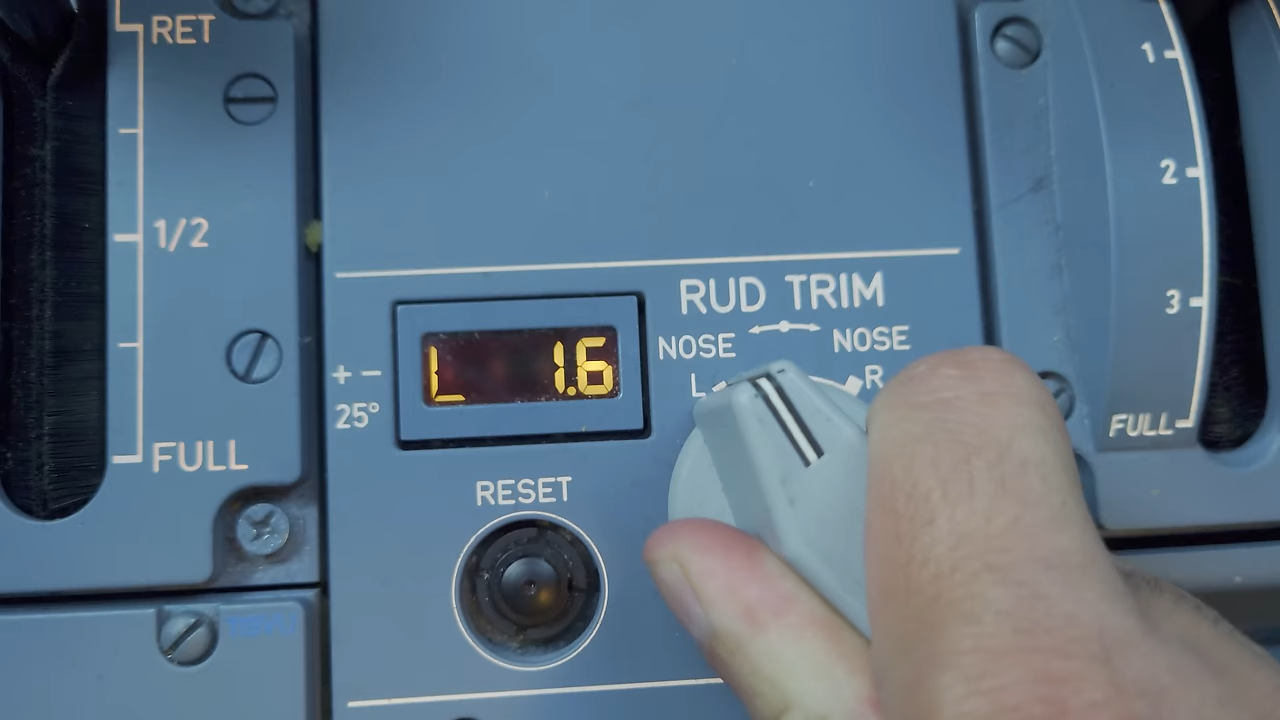 RET
1/2
FULL
RUD TRIM
NOSE NOSE
L R
+ -
25°
L 1.6
RESET
1
2
3
FULL